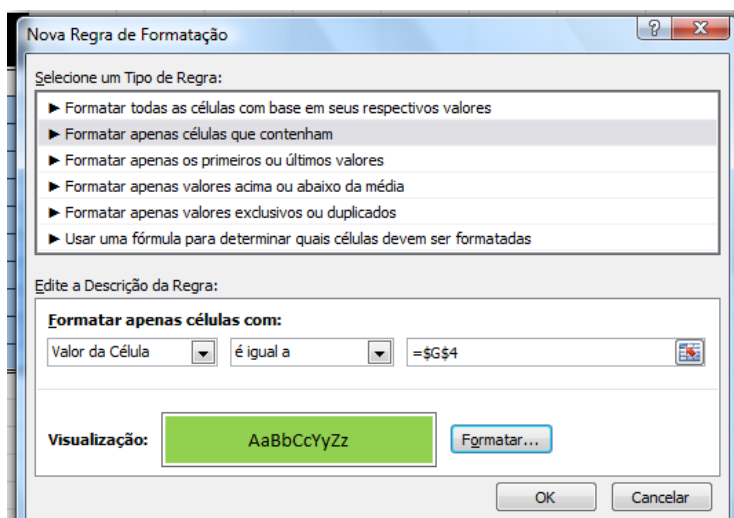 Nova Regra de Formatação
Selecione um Tipo de Regra:
► Formatar todas as células com base em seus respectivos valores
► Formatar apenas células que contenham
► Formatar apenas os primeiros ou últimos valores
► Formatar apenas valores acima ou abaixo da média
► Formatar apenas valores exclusivos ou duplicados
► Usar uma fórmula para determinar quais células devem ser formatadas
Edite a Descrição da Regra:
Formatar apenas células com:
Valor da Célula é igual a =$G$4
Visualização: AaBbCcYyZz Formatar...
OK Cancelar